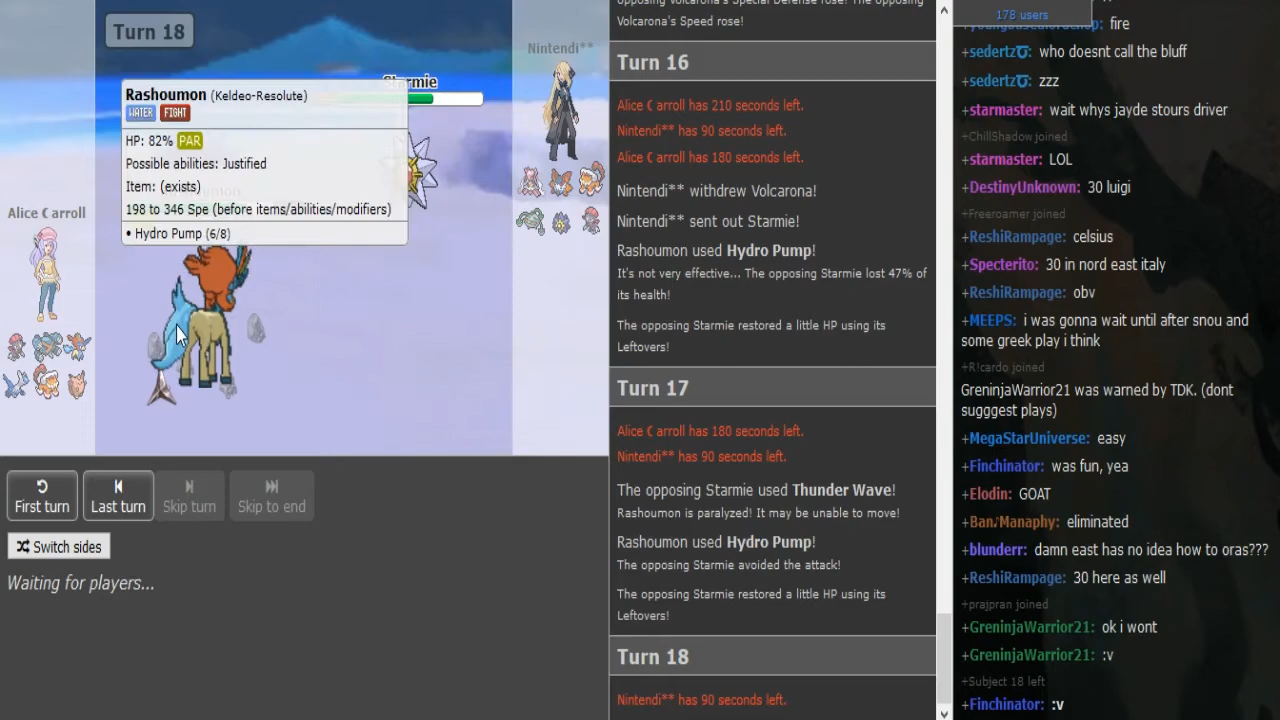 Turn 18
Nintendi**
Starmie
Rashoumon (Keldeo-Resolute)
WATER FIGHT
HP: 82% PAR
Possible abilities: Justified
Item: (exists)
198 to 346 Spe (before items/abilities/modifiers)
• Hydro Pump (6/8)
Alice ℂ arroll
First turn
Last turn
Skip turn
Skip to end
Switch sides
Waiting for players...
opposing Volcarona's Special Defense rose! The opposing
Volcarona's Speed rose!
Turn 16
Alice ℂ arroll has 210 seconds left.
Nintendi** has 90 seconds left.
Alice ℂ arroll has 180 seconds left.
Nintendi** withdrew Volcarona!
Nintendi** sent out Starmie!
Rashoumon used Hydro Pump!
It's not very effective... The opposing Starmie lost 47% of
its health!
The opposing Starmie restored a little HP using its
Leftovers!
Turn 17
Alice ℂ arroll has 180 seconds left.
Nintendi** has 90 seconds left.
The opposing Starmie used Thunder Wave!
Rashoumon is paralyzed! It may be unable to move!
Rashoumon used Hydro Pump!
The opposing Starmie avoided the attack!
The opposing Starmie restored a little HP using its
Leftovers!
Turn 18
Nintendi** has 90 seconds left.
178 users
fire
+sedertzԾ: who doesnt call the bluff
+sedertzԾ: zzz
+starmaster: wait whys jayde stours driver
+ChillShadow joined
+starmaster: LOL
+DestinyUnknown: 30 luigi
+Freeroamer joined
+ReshiRampage: celsius
+Specterito: 30 in nord east italy
+ReshiRampage: obv
+MEEPS: i was gonna wait until after snou and
some greek play i think
+R!cardo joined
GreninjaWarrior21 was warned by TDK. (dont
sugggest plays)
+MegaStarUniverse: easy
+Finchinator: was fun, yea
+Elodin: GOAT
+Ban♪Manaphy: eliminated
+blunderr: damn east has no idea how to oras???
+ReshiRampage: 30 here as well
+prajpran joined
+GreninjaWarrior21: ok i wont
+GreninjaWarrior21: :v
+Subject 18 left
+Finchinator: :v